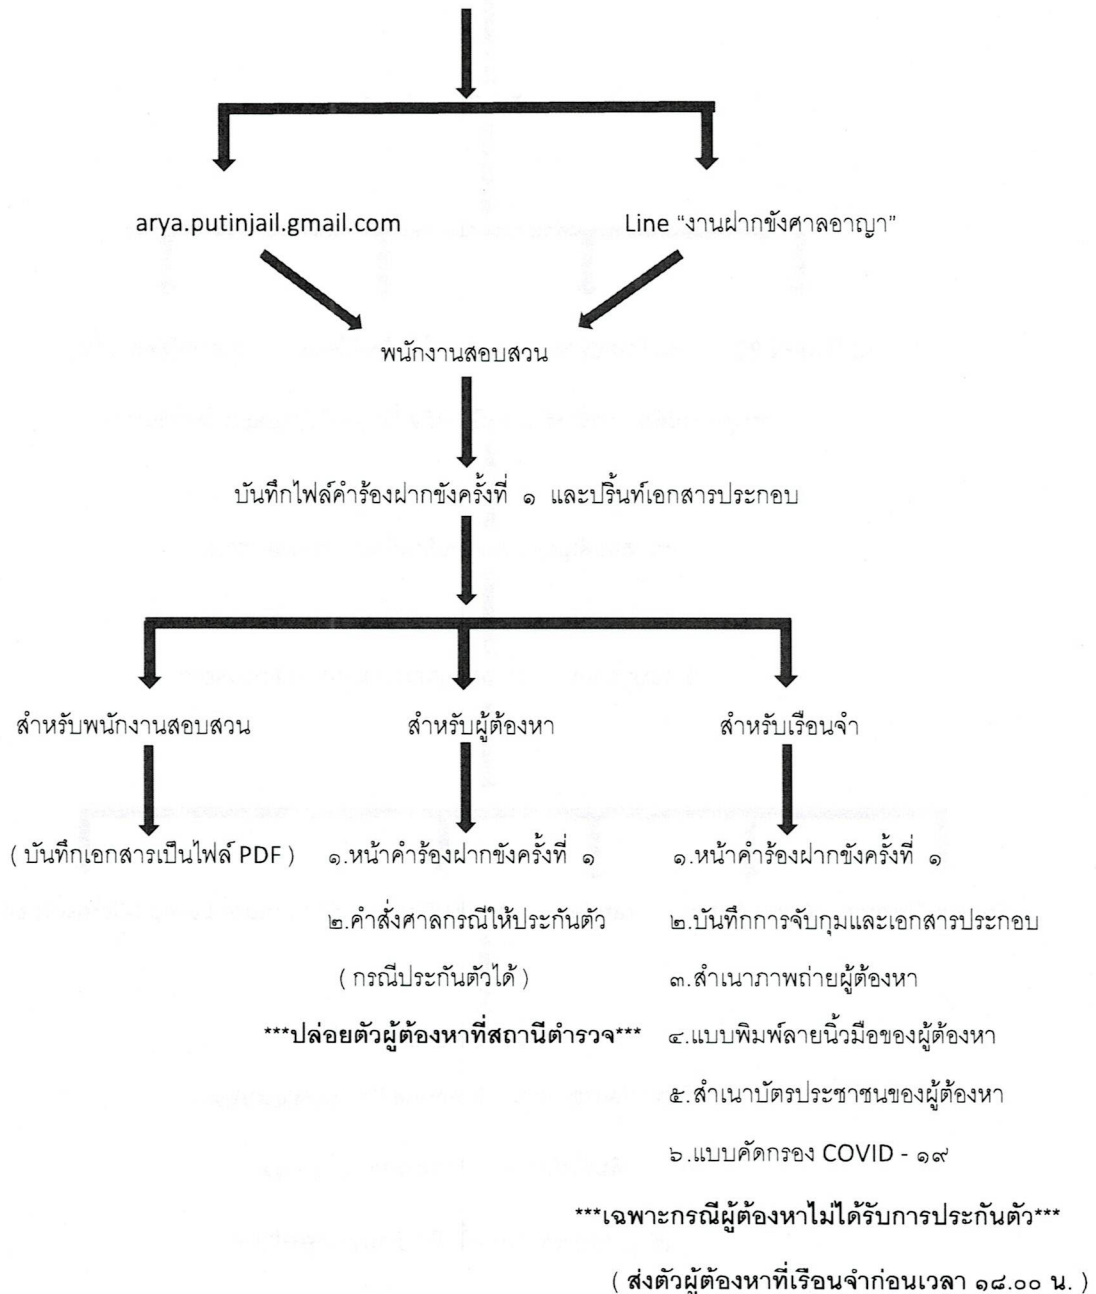 arya.putinjail.gmail.com
Line “งานฝากขังศาลอาญา”
พนักงานสอบสวน
บันทึกไฟล์คำร้องฝากขังครั้งที่ ๑ และปริ้นท์เอกสารประกอบ
สำหรับพนักงานสอบสวน
( บันทึกเอกสารเป็นไฟล์ PDF )
สำหรับผู้ต้องหา
๑.หน้าคำร้องฝากขังครั้งที่ ๑
๒.คำสั่งศาลกรณีให้ประกันตัว
( กรณีประกันตัวได้ )
***ปล่อยตัวผู้ต้องหาที่สถานีตำรวจ***
สำหรับเรือนจำ
๑.หน้าคำร้องฝากขังครั้งที่ ๑
๒.บันทึกการจับกุมและเอกสารประกอบ
๓.สำเนาภาพถ่ายผู้ต้องหา
๔.แบบพิมพ์ลายนิ้วมือของผู้ต้องหา
๕.สำเนาบัตรประชาชนของผู้ต้องหา
๖.แบบคัดกรอง COVID - ๑๙
***เฉพาะกรณีผู้ต้องหาไม่ได้รับการประกันตัว***
( ส่งตัวผู้ต้องหาที่เรือนจำก่อนเวลา ๑๘.๐๐ น. )